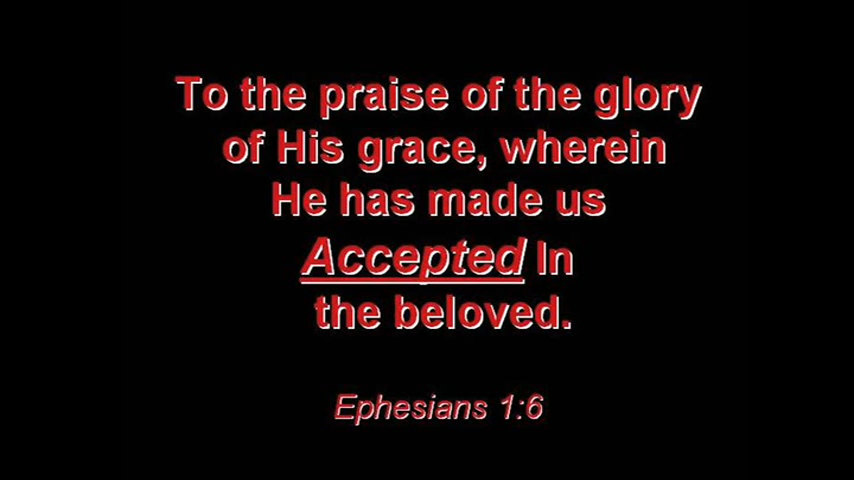 To the praise of the glory
of His grace, wherein
He has made us
Accepted In
the beloved.
Ephesians 1:6